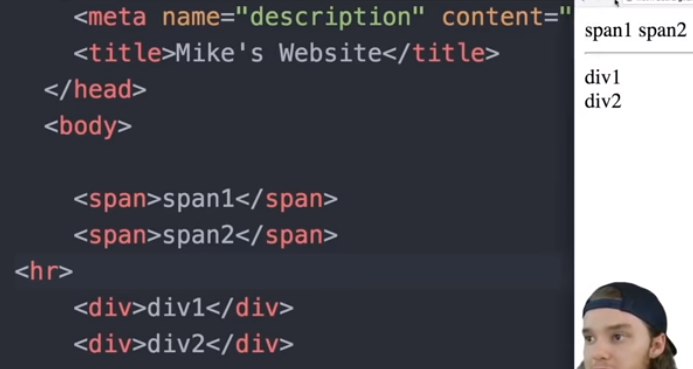 <meta name="description" content="
<title>Mike's Website</title>
</head>
<body>
<span>span1</span>
<span>span2</span>
<hr>
<div>div1</div>
<div>div2</div>
span1 span2
div1
div2